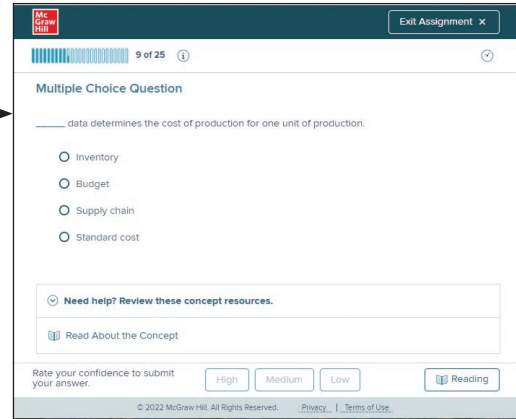 Mc
Graw
Hill
Exit Assignment ×
9 of 25
Multiple Choice Question
_____ data determines the cost of production for one unit of production.
Inventory
Budget
Supply chain
Standard cost
Need help? Review these concept resources.
Read About the Concept
Rate your confidence to submit
your answer.
High
Medium
Low
Reading
© 2022 McGraw Hill. All Rights Reserved. Privacy | Terms of Use